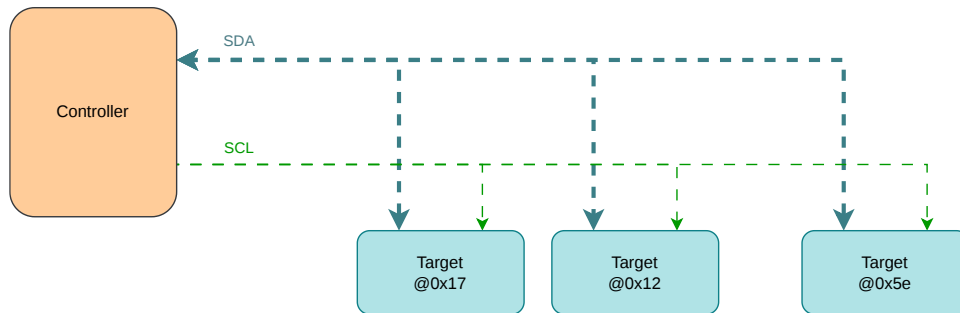 SDA
Controller
SCL
Target
@0x17
Target
@0x12
Target
@0x5e